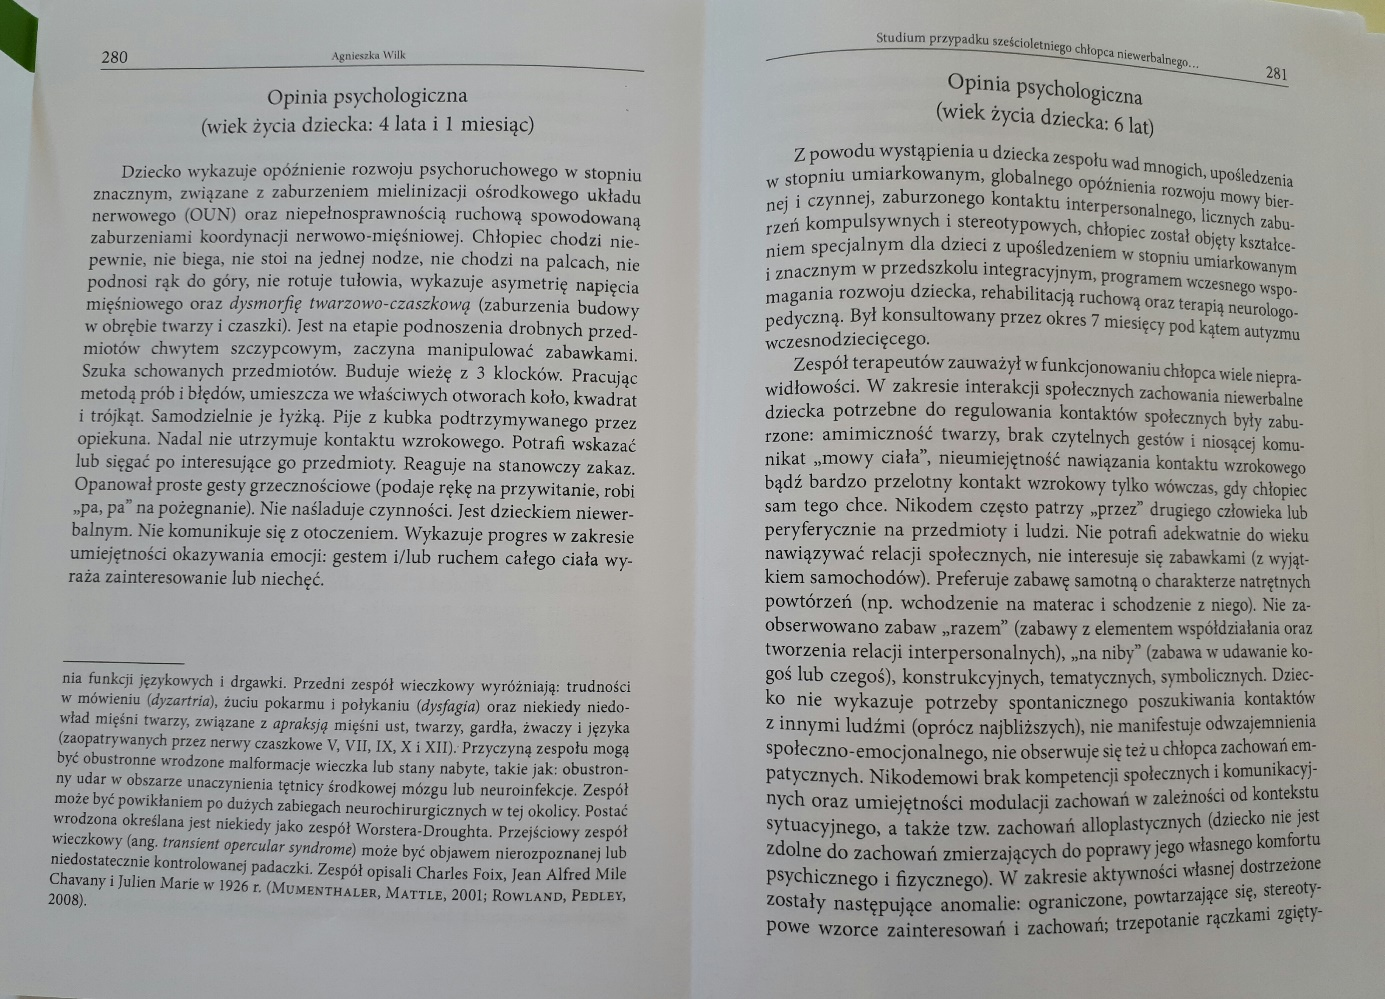 280
Agnieszka Wilk
Opinia psychologiczna
(wiek życia dziecka: 4 lata i 1 miesiąc)
Dziecko wykazuje opóźnienie rozwoju psychoruchowego w stopniu
znacznym, związane z zaburzeniem mielinizacji ośrodkowego układu
nerwowego (OUN) oraz niepełnosprawnością ruchową spowodowaną
zaburzeniami koordynacji nerwowo-mięśniowej. Chłopiec chodzi nie-
pewnie, nie biega, nie stoi na jednej nodze, nie chodzi na palcach, nie
podnosi rąk do góry, nie rotuje tułowia, wykazuje asymetrię napięcia
mięśniowego oraz dysmorfię twarzowo-czaszkową (zaburzenia budowy
w obrębie twarzy i czaszki). Jest na etapie podnoszenia drobnych przed-
miotów chwytem szczypcowym, zaczyna manipulować zabawkami.
Szuka schowanych przedmiotów. Buduje wieżę z 3 klocków. Pracując
metodą prób i błędów, umieszcza we właściwych otworach koło, kwadrat
i trójkąt. Samodzielnie je łyżką. Pije z kubka podtrzymywanego przez
opiekuna. Nadal nie utrzymuje kontaktu wzrokowego. Potrafi wskazać
lub sięgać po interesujące go przedmioty. Reaguje na stanowczy zakaz.
Opanował proste gesty grzecznościowe (podaje rękę na przywitanie, robi
„pa, pa” na pożegnanie). Nie naśladuje czynności. Jest dzieckiem niewer-
balnym. Nie komunikuje się z otoczeniem. Wykazuje progres w zakresie
umiejętności okazywania emocji: gestem i/lub ruchem całego ciała wy-
raża zainteresowanie lub niechęć.
nia funkcji językowych i drgawki. Przedni zespół wieczkowy wyróżniają: trudności
w mówieniu (dyzartria), żuciu pokarmu i połykaniu (dysfagia) oraz niekiedy niedo-
wład mięśni twarzy, związane z apraksją mięśni ust, twarzy, gardła, żwaczy i języka
(zaopatrywanych przez nerwy czaszkowe V, VII, IX, X i XII). Przyczyną zespołu mogą
być obustronne wrodzone malformacje wieczka lub stany nabyte, takie jak: obustron-
ny udar w obszarze unaczynienia tętnicy środkowej mózgu lub neuroinfekcje. Zespół
może być powikłaniem po dużych zabiegach neurochirurgicznych w tej okolicy. Postać
wrodzona określana jest niekiedy jako zespół Worstera-Droughta. Przejściowy zespół
wieczkowy (ang. transient opercular syndrome) może być objawem nierozpoznanej lub
niedostatecznie kontrolowanej padaczki. Zespół opisali Charles Foix, Jean Alfred Mile
Chavany i Julien Marie w 1926 r. (Mumenthaler, Mattle, 2001; Rowland, Pedley,
2008).
Studium przypadku sześcioletniego chłopca niewerbalnego…
281
Opinia psychologiczna
(wiek życia dziecka: 6 lat)
Z powodu wystąpienia u dziecka zespołu wad mnogich, upośledzenia
w stopniu umiarkowanym, globalnego opóźnienia rozwoju mowy bier-
nej i czynnej, zaburzonego kontaktu interpersonalnego, licznych zabu-
rzeń kompulsywnych i stereotypowych, chłopiec został objęty kształce-
niem specjalnym dla dzieci z upośledzeniem w stopniu umiarkowanym
i znacznym w przedszkolu integracyjnym, programem wczesnego wspo-
magania rozwoju dziecka, rehabilitacją ruchową oraz terapią neurologo-
pedyczną. Był konsultowany przez okres 7 miesięcy pod kątem autyzmu
wczesnodziecięcego.
Zespół terapeutów zauważył w funkcjonowaniu chłopca wiele niepra-
widłowości. W zakresie interakcji społecznych zachowania niewerbalne
dziecka potrzebne do regulowania kontaktów społecznych były zabu-
rzone: amimiczność twarzy, brak czytelnych gestów i niosącej komu-
nikat „mowy ciała”, nieumiejętność nawiązania kontaktu wzrokowego
bądź bardzo przelotny kontakt wzrokowy tylko wówczas, gdy chłopiec
sam tego chce. Nikodem często patrzy „przez” drugiego człowieka lub
peryferycznie na przedmioty i ludzi. Nie potrafi adekwatnie do wieku
nawiązywać relacji społecznych, nie interesuje się zabawkami (z wyjąt-
kiem samochodów). Preferuje zabawę samotną o charakterze natrętnych
powtórzeń (np. wchodzenie na materac i schodzenie z niego). Nie za-
obserwowano zabaw „razem” (zabawy z elementem współdziałania oraz
tworzenia relacji interpersonalnych), „na niby” (zabawa w udawanie ko-
goś lub czegoś), konstrukcyjnych, tematycznych, symbolicznych. Dziec-
ko nie wykazuje potrzeby spontanicznego poszukiwania kontaktów
z innymi ludźmi (oprócz najbliższych), nie manifestuje odwzajemnienia
społeczno-emocjonalnego, nie obserwuje się też u chłopca zachowań em-
patycznych. Nikodemowi brak kompetencji społecznych i komunikacyj-
nych oraz umiejętności modulacji zachowań w zależności od kontekstu
sytuacyjnego, a także tzw. zachowań alloplastycznych (dziecko nie jest
zdolne do zachowań zmierzających do poprawy jego własnego komfortu
psychicznego i fizycznego). W zakresie aktywności własnej dostrzeżone
zostały następujące anomalie: ograniczone, powtarzające się, stereoty-
powe wzorce zainteresowań i zachowań; trzepotanie rączkami zgięty-